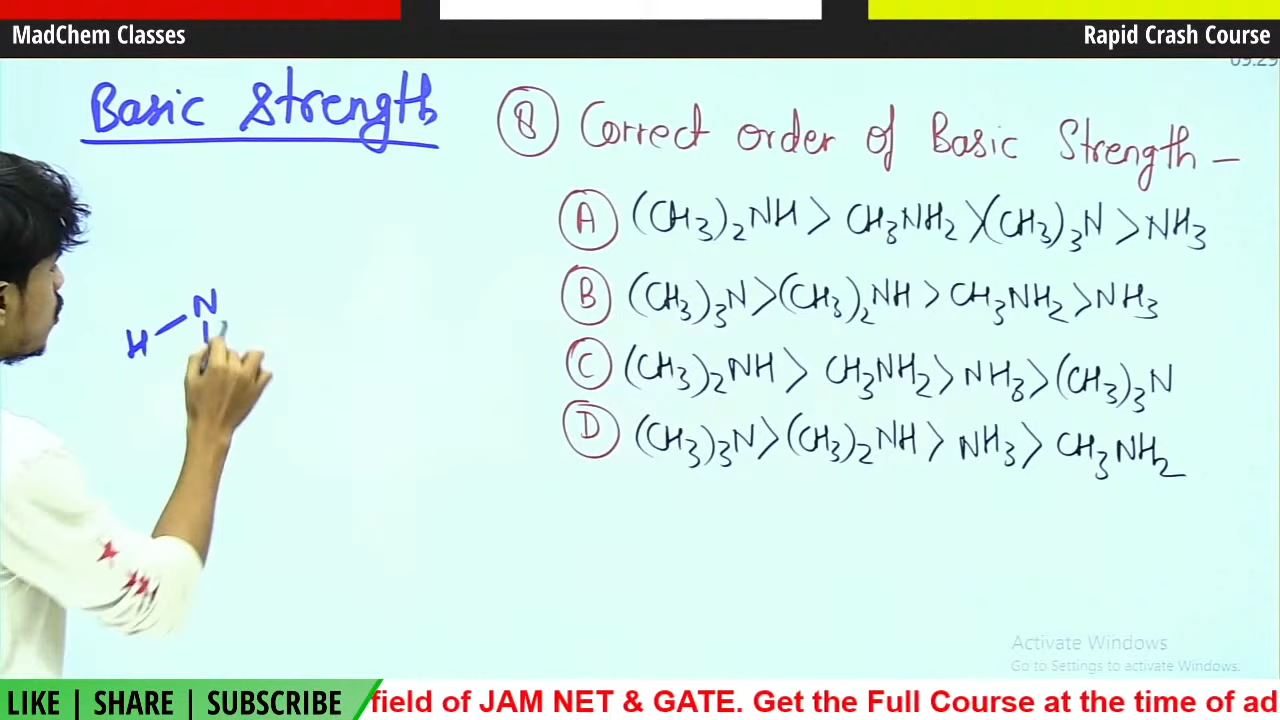 MadChem Classes
Rapid Crash Course
09:29
Basic Strength
Q Correct order of Basic Strength -
A (CH3)2NH > CH3NH2 > (CH3)3N > NH3
B (CH3)3N > (CH3)2NH > CH3NH2 > NH3
C (CH3)2NH > CH3NH2 > NH3 > (CH3)3N
D (CH3)3N > (CH3)2NH > NH3 > CH3NH2
N
H
Activate Windows
Go to Settings to activate Windows.
LIKE | SHARE | SUBSCRIBE
field of JAM NET & GATE. Get the Full Course at the time of ad